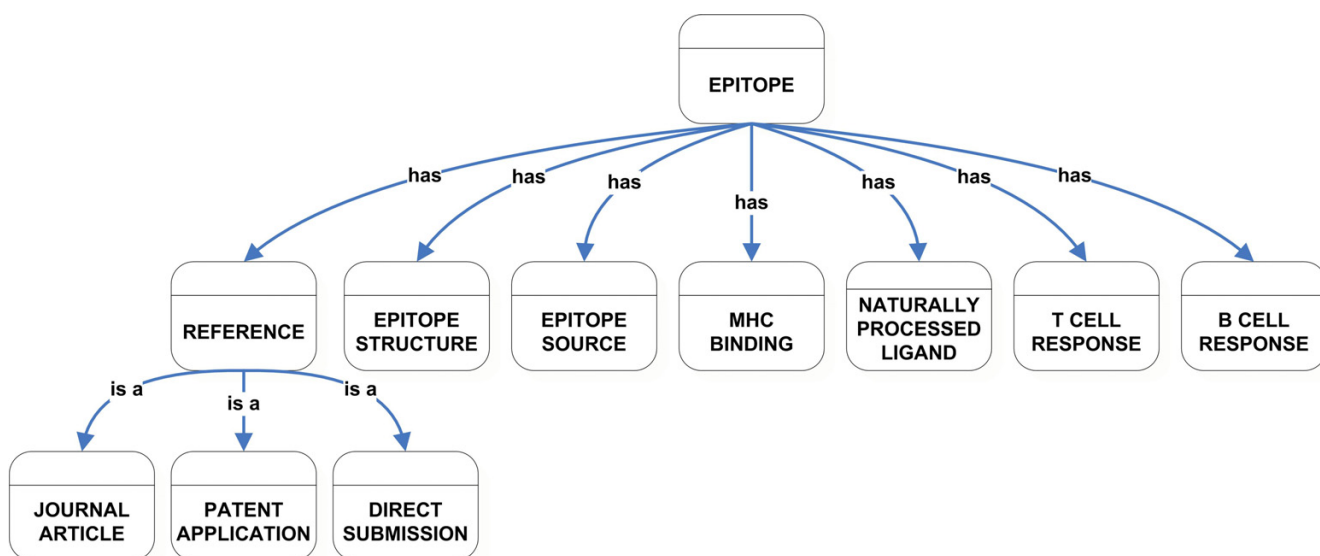 EPITOPE
has
has
has
has
has
has
has
REFERENCE
EPITOPE
STRUCTURE
EPITOPE
SOURCE
MHC
BINDING
NATURALLY
PROCESSED
LIGAND
T CELL
RESPONSE
B CELL
RESPONSE
is a
is a
is a
JOURNAL
ARTICLE
PATENT
APPLICATION
DIRECT
SUBMISSION